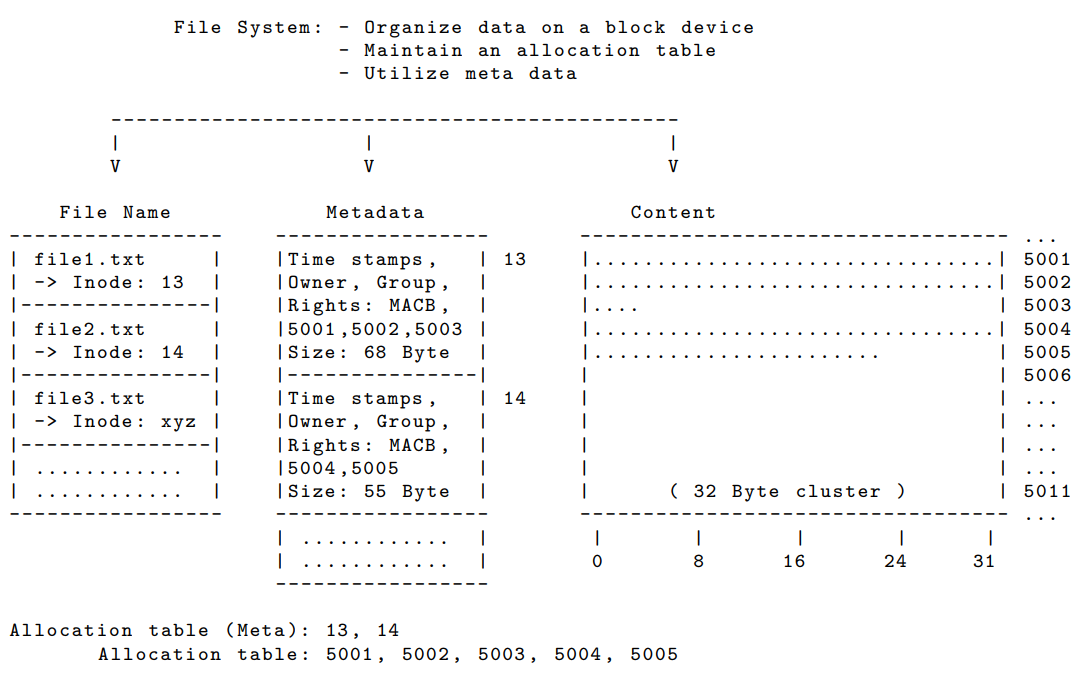 File System: - Organize data on a block device
             - Maintain an allocation table
             - Utilize meta data

        ---------------------------------------------
        |                   |                       |
        V                   V                       V

    File Name            Metadata                Content
-----------------    -----------------       ---------------------------------- ...
|  file1.txt     |   |Time stamps,   | 13    |................................| 5001
|  -> Inode: 13  |   |Owner, Group,  |       |................................| 5002
|---------------|    |Rights: MACB,  |       |....                            | 5003
|  file2.txt     |   |5001,5002,5003 |       |................................| 5004
|  -> Inode: 14  |   |Size: 68 Byte  |       |.......................         | 5005
|---------------|    |---------------|       |                                | 5006
|  file3.txt     |   |Time stamps,   | 14    |                                | ...
|  -> Inode: xyz |   |Owner, Group,  |       |                                | ...
|---------------|    |Rights: MACB,  |       |                                | ...
|  ............  |   |5004,5005      |       |                                | ...
|  ............  |   |Size: 55 Byte  |       |      ( 32 Byte cluster )       | 5011
-----------------    -----------------       ---------------------------------- ...
                     | ............  |        |       |       |       |      |
                     | ............  |        0       8       16      24     31
                     -----------------

Allocation table (Meta): 13, 14
       Allocation table: 5001, 5002, 5003, 5004, 5005